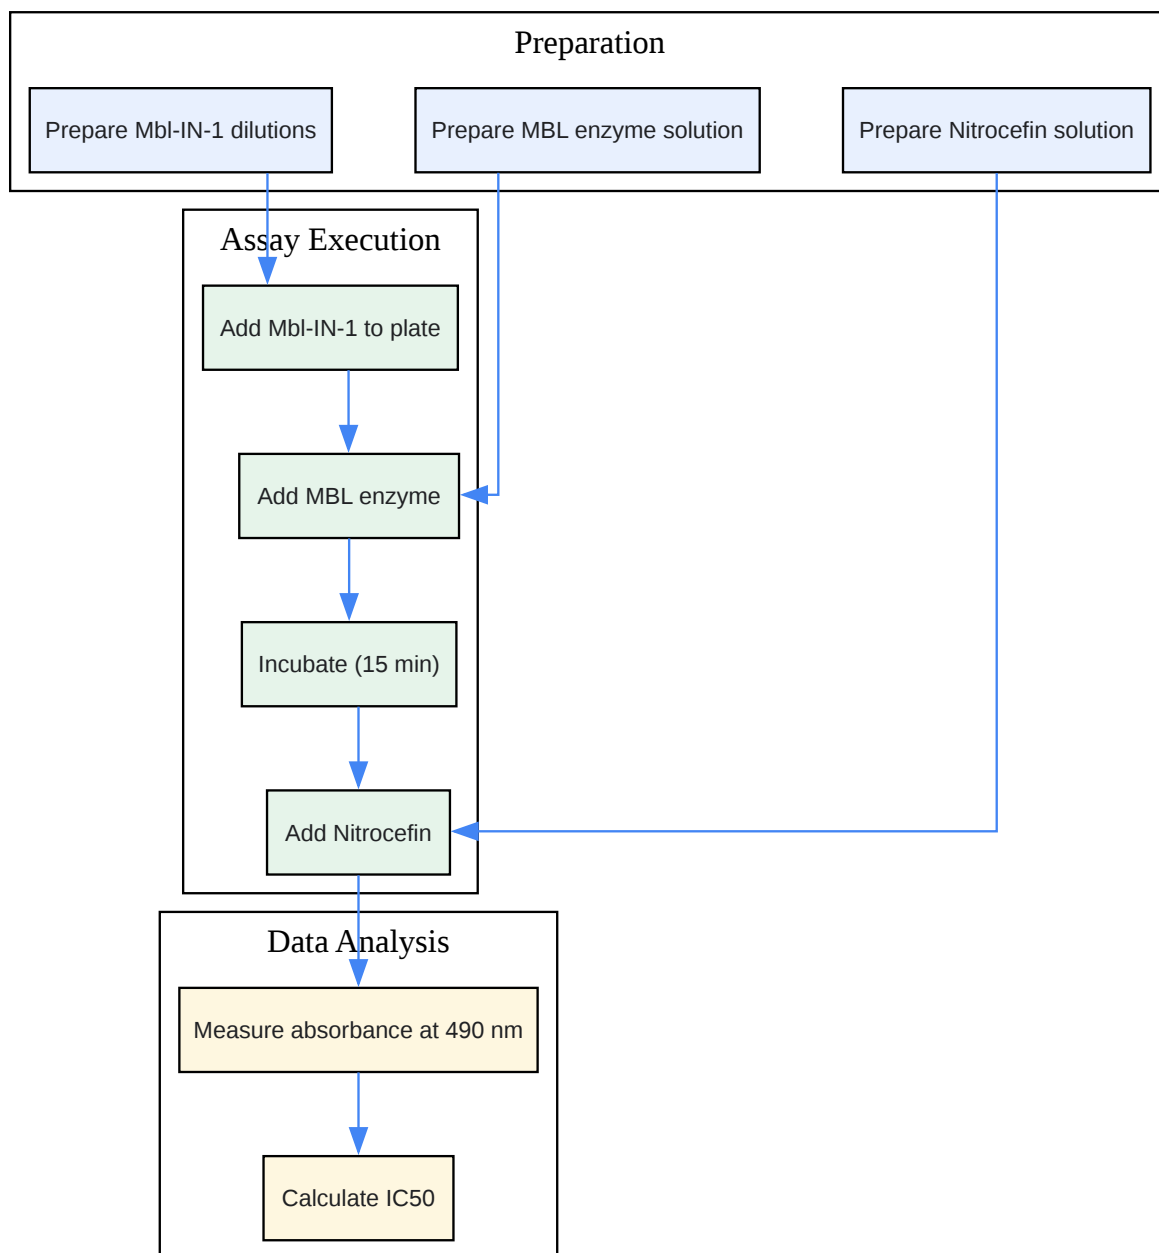 Preparation
Prepare Mbl-IN-1 dilutions
Prepare MBL enzyme solution
Prepare Nitrocefin solution
Assay Execution
Add Mbl-IN-1 to plate
Add MBL enzyme
Incubate (15 min)
Add Nitrocefin
Data Analysis
Measure absorbance at 490 nm
Calculate IC50